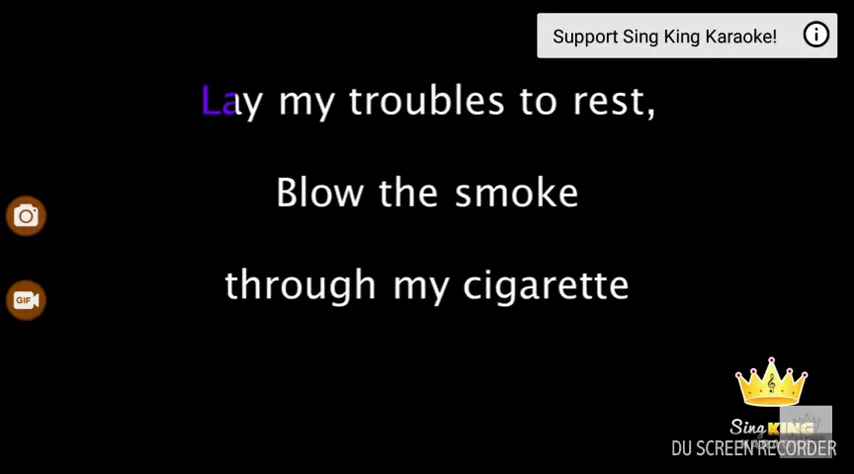 Support Sing King Karaoke!
Lay my troubles to rest,
Blow the smoke
through my cigarette
GIF
Sing KING
DU SCREEN RECORDER